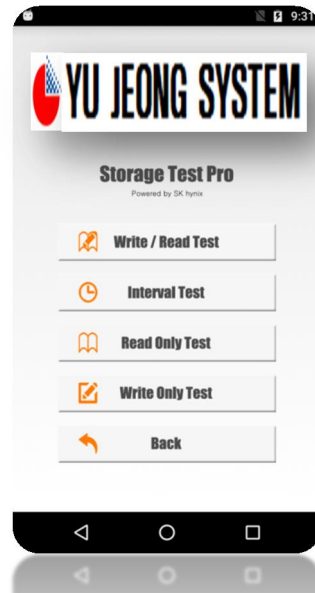 9:31
YU JEONG SYSTEM
Storage Test Pro
Powered by SK hynix
Write / Read Test
Interval Test
Read Only Test
Write Only Test
Back